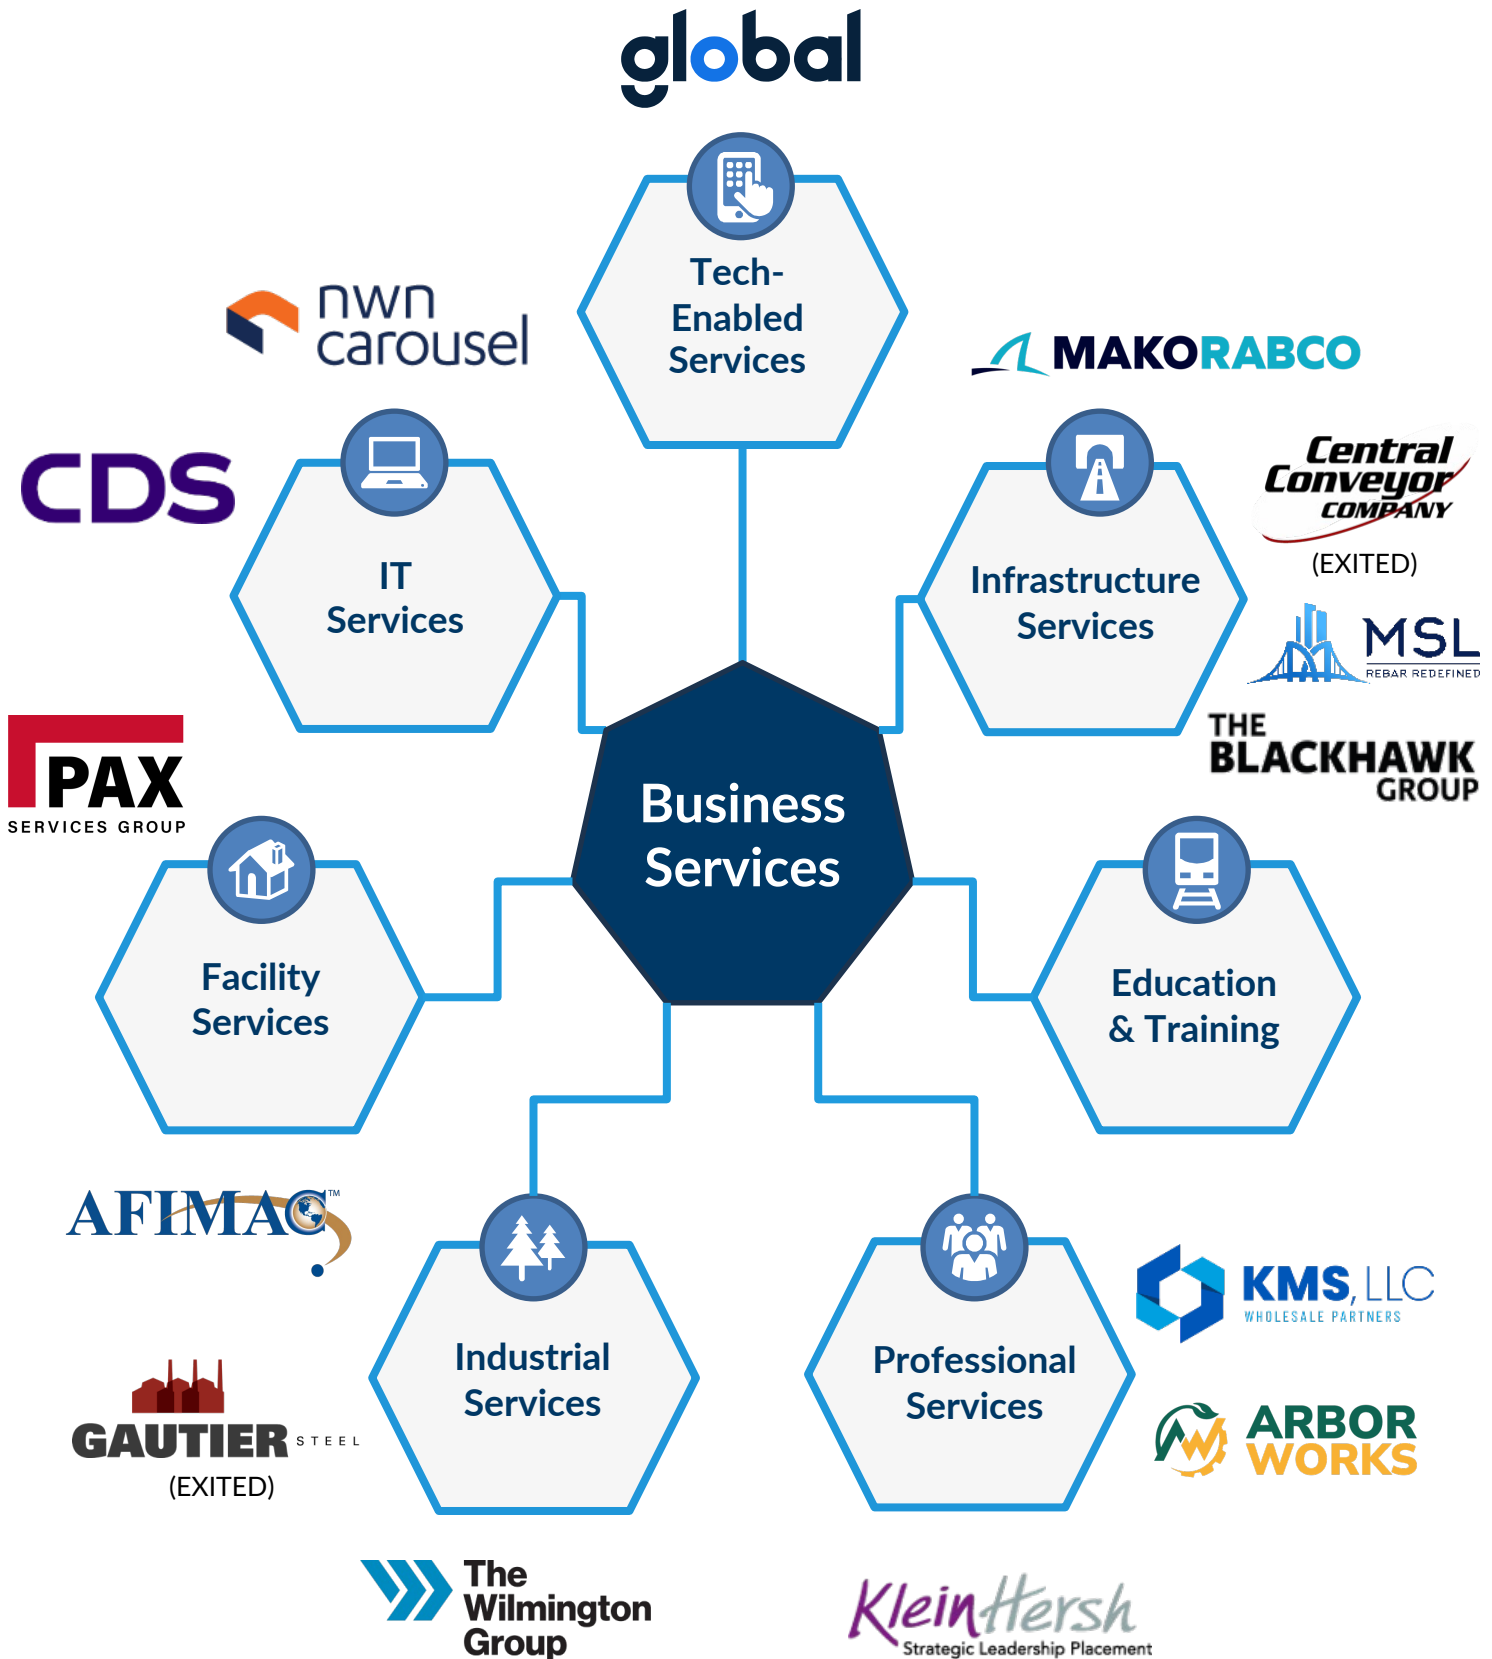 global
Tech-
Enabled
Services
nwn
carousel
MAKORABCO
CDS
Central
Conveyor
COMPANY
(EXITED)
IT
Services
Infrastructure
Services
MSL
REBAR REDEFINED
PAX
SERVICES GROUP
THE
BLACKHAWK
GROUP
Business
Services
Facility
Services
Education
& Training
AFIMAC™
KMS, LLC
WHOLESALE PARTNERS
Industrial
Services
Professional
Services
GAUTIER STEEL
(EXITED)
ARBOR
WORKS
The
Wilmington
Group
KleinHersh
Strategic Leadership Placement